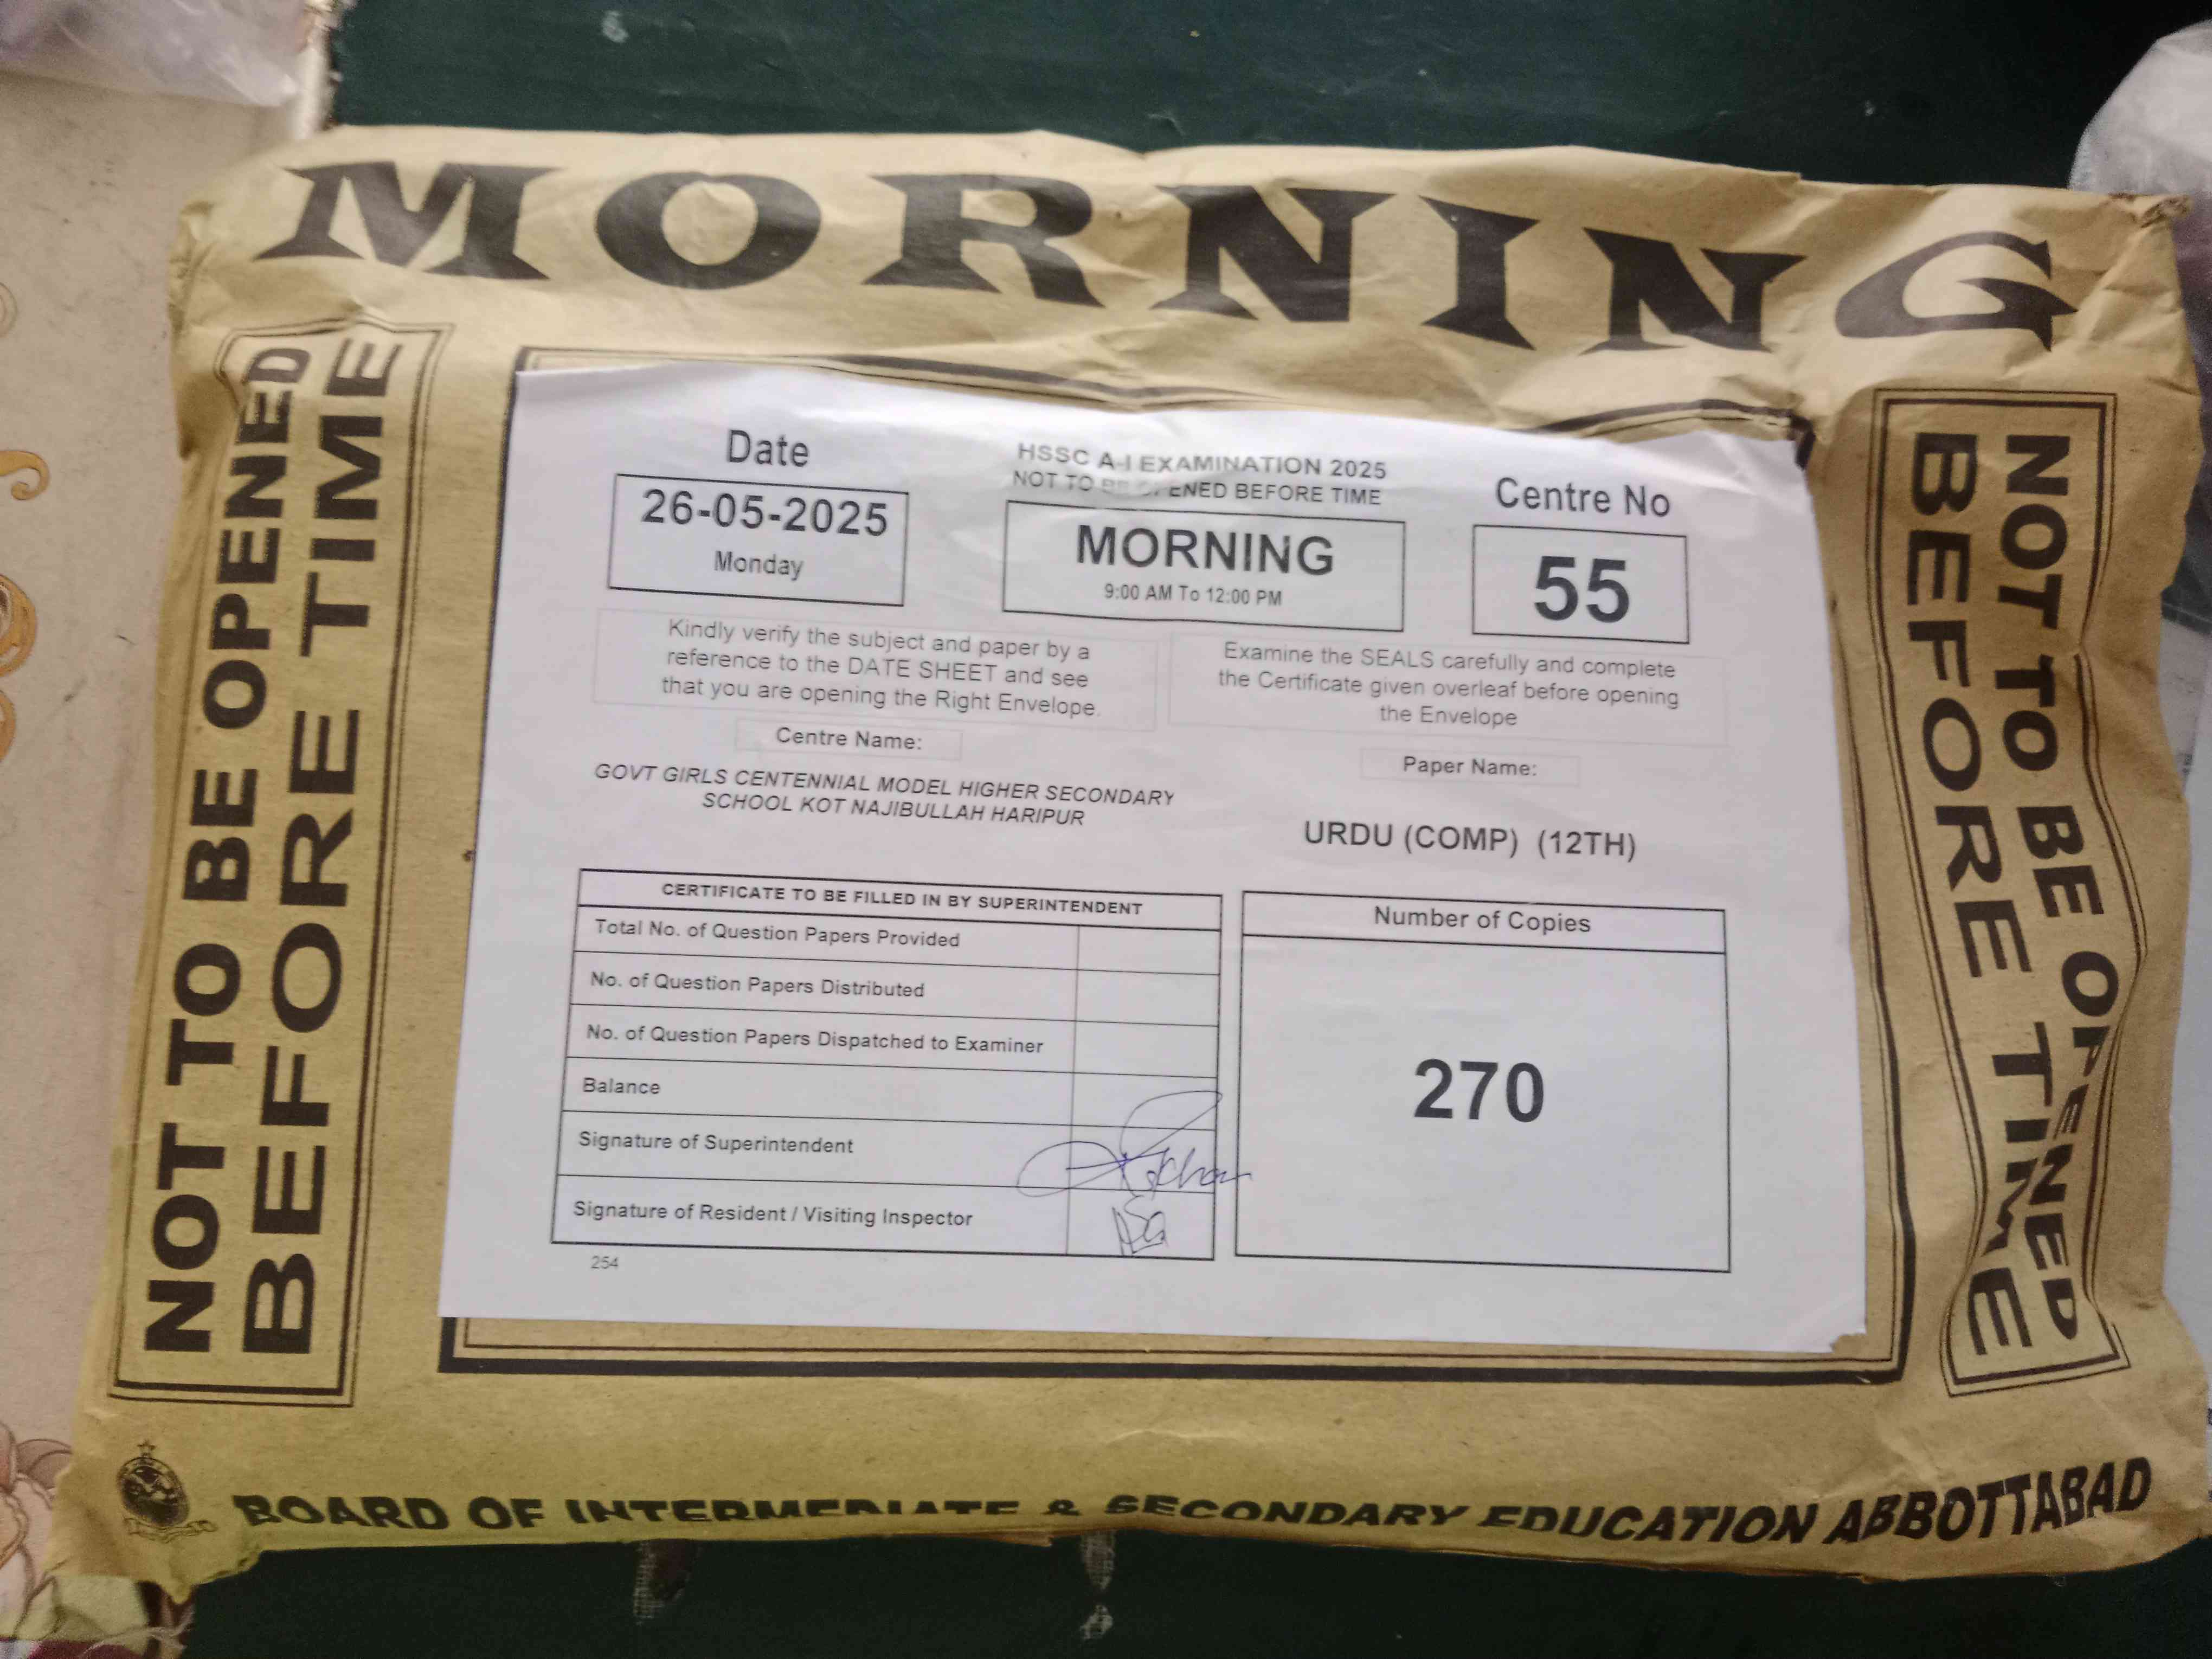 MORNING
NOT TO BE OPENED
BEFORE TIME
Date
26-05-2025
Monday
HSSC A-I EXAMINATION 2025
NOT TO BE OPENED BEFORE TIME
MORNING
9:00 AM To 12:00 PM
Centre No
55
Kindly verify the subject and paper by a
reference to the DATE SHEET and see
that you are opening the Right Envelope.
Examine the SEALS carefully and complete
the Certificate given overleaf before opening
the Envelope
Centre Name:
GOVT GIRLS CENTENNIAL MODEL HIGHER SECONDARY
SCHOOL KOT NAJIBULLAH HARIPUR
Paper Name:
URDU (COMP) (12TH)
CERTIFICATE TO BE FILLED IN BY SUPERINTENDENT
Total No. of Question Papers Provided
No. of Question Papers Distributed
No. of Question Papers Dispatched to Examiner
Balance
Signature of Superintendent
Signature of Resident / Visiting Inspector
254
Number of Copies
270
NOT TO BE OPENED
BEFORE TIME
BOARD OF INTERMEDIATE & SECONDARY EDUCATION ABBOTTABAD